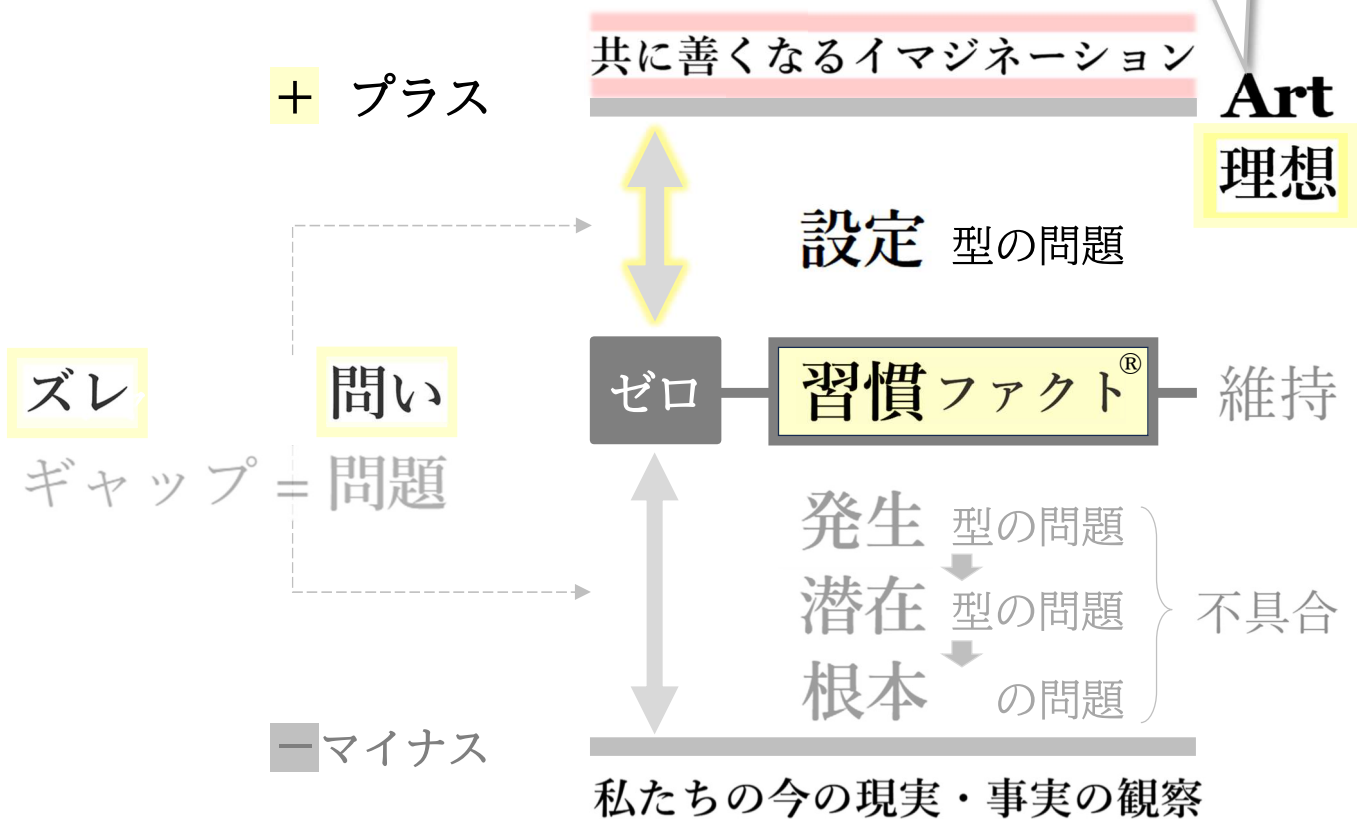 共に善くなるイマジネーション
＋ プラス
Art
理想
設定 型の問題
ズレ
問い
ゼロ
習慣ファクト®
維持
ギャップ = 問題
発生 型の問題
潜在 型の問題
根本 の問題
不具合
－マイナス
私たちの今の現実・事実の観察